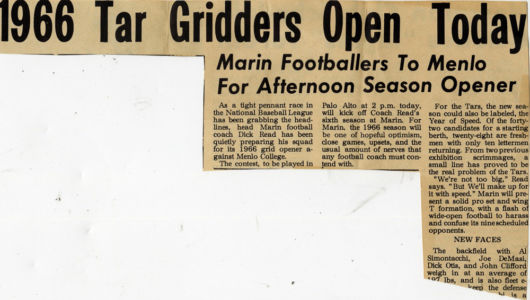 1966 Tar Gridders Open Today
Marin Footballers To Menlo
For Afternoon Season Opener
As a tight pennant race in
the National Baseball League
has been grabbing the head-
lines, head Marin football
coach Dick Read has been
quietly preparing his squad
for its 1966 grid opener a-
gainst Menlo College.
The contest, to be played in
Palo Alto at 2 p.m. today,
will kick off Coach Read's
sixth season at Marin. For
Marin, the 1966 season will
be one of hopeful optimism,
close games, upsets, and the
usual amount of nerves that
any football coach must con-
tend with.
For the Tars, the new sea-
son could also be labeled, the
Year of Speed. Of the forty-
two candidates for a starting
berth, twenty-eight are fresh-
men with only ten lettermen
returning. From two previous
exhibition scrimmages, a
small line has proved to be
the real problem of the Tars.
"We're not too big," Read
says. "But We'll make up for
it with speed." Marin will pre-
sent a solid pro set and wing
T formation, with a flash of
wide-open football to harass
and confuse its nine scheduled
opponents.
NEW FACES
The backfield with Al
Simontacchi, Joe DeMasi,
Dick Otis, and John Clifford
weigh in at an average of
197 lbs, and is also fleet
keep the defense
is a